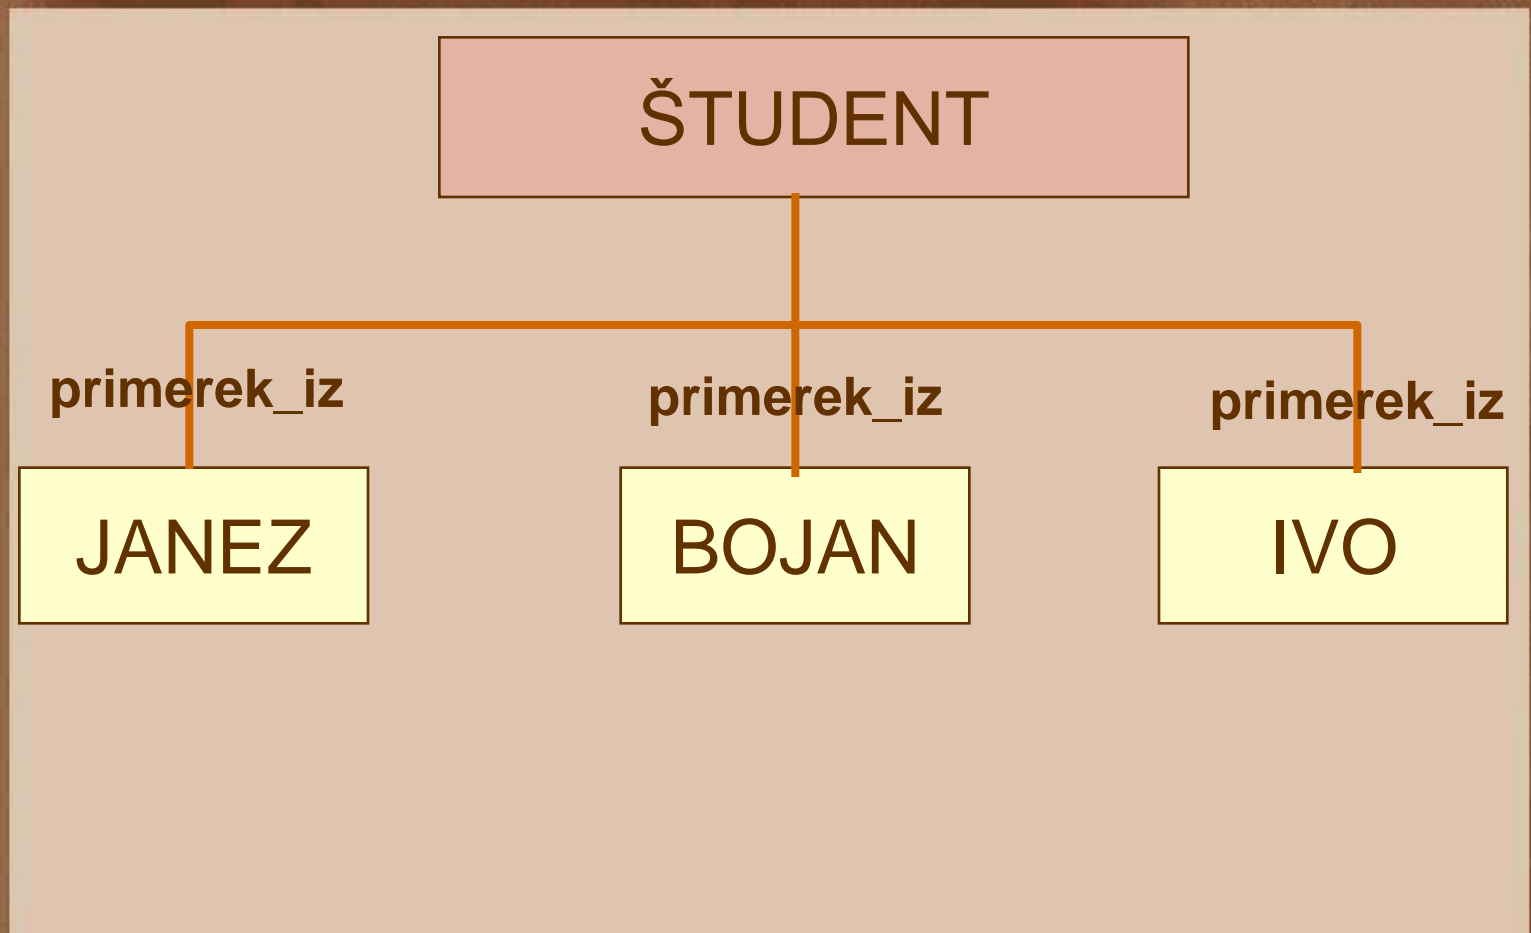 ŠTUDENT
primerek_iz
primerek_iz
primerek_iz
JANEZ
BOJAN
IVO